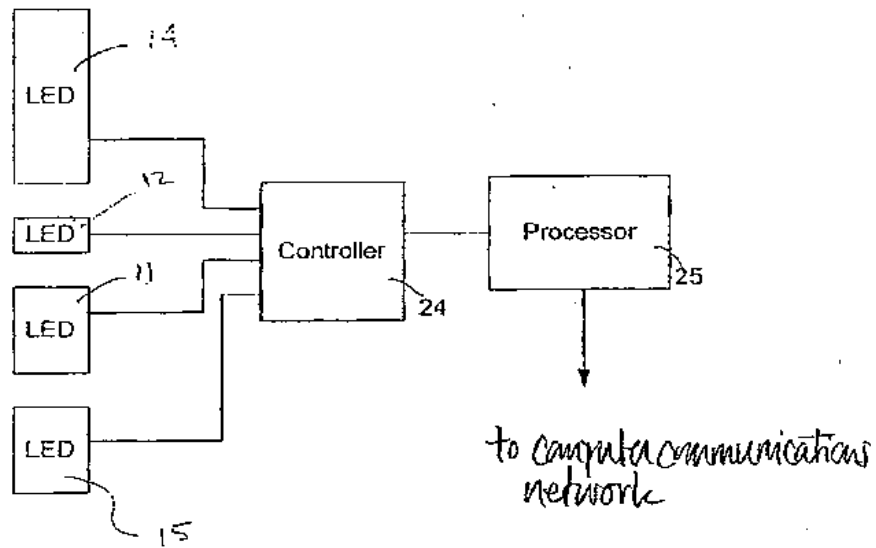 14
LED
12
LED
11
LED
LED
15
Controller
24
Processor
25
to computer communications
network